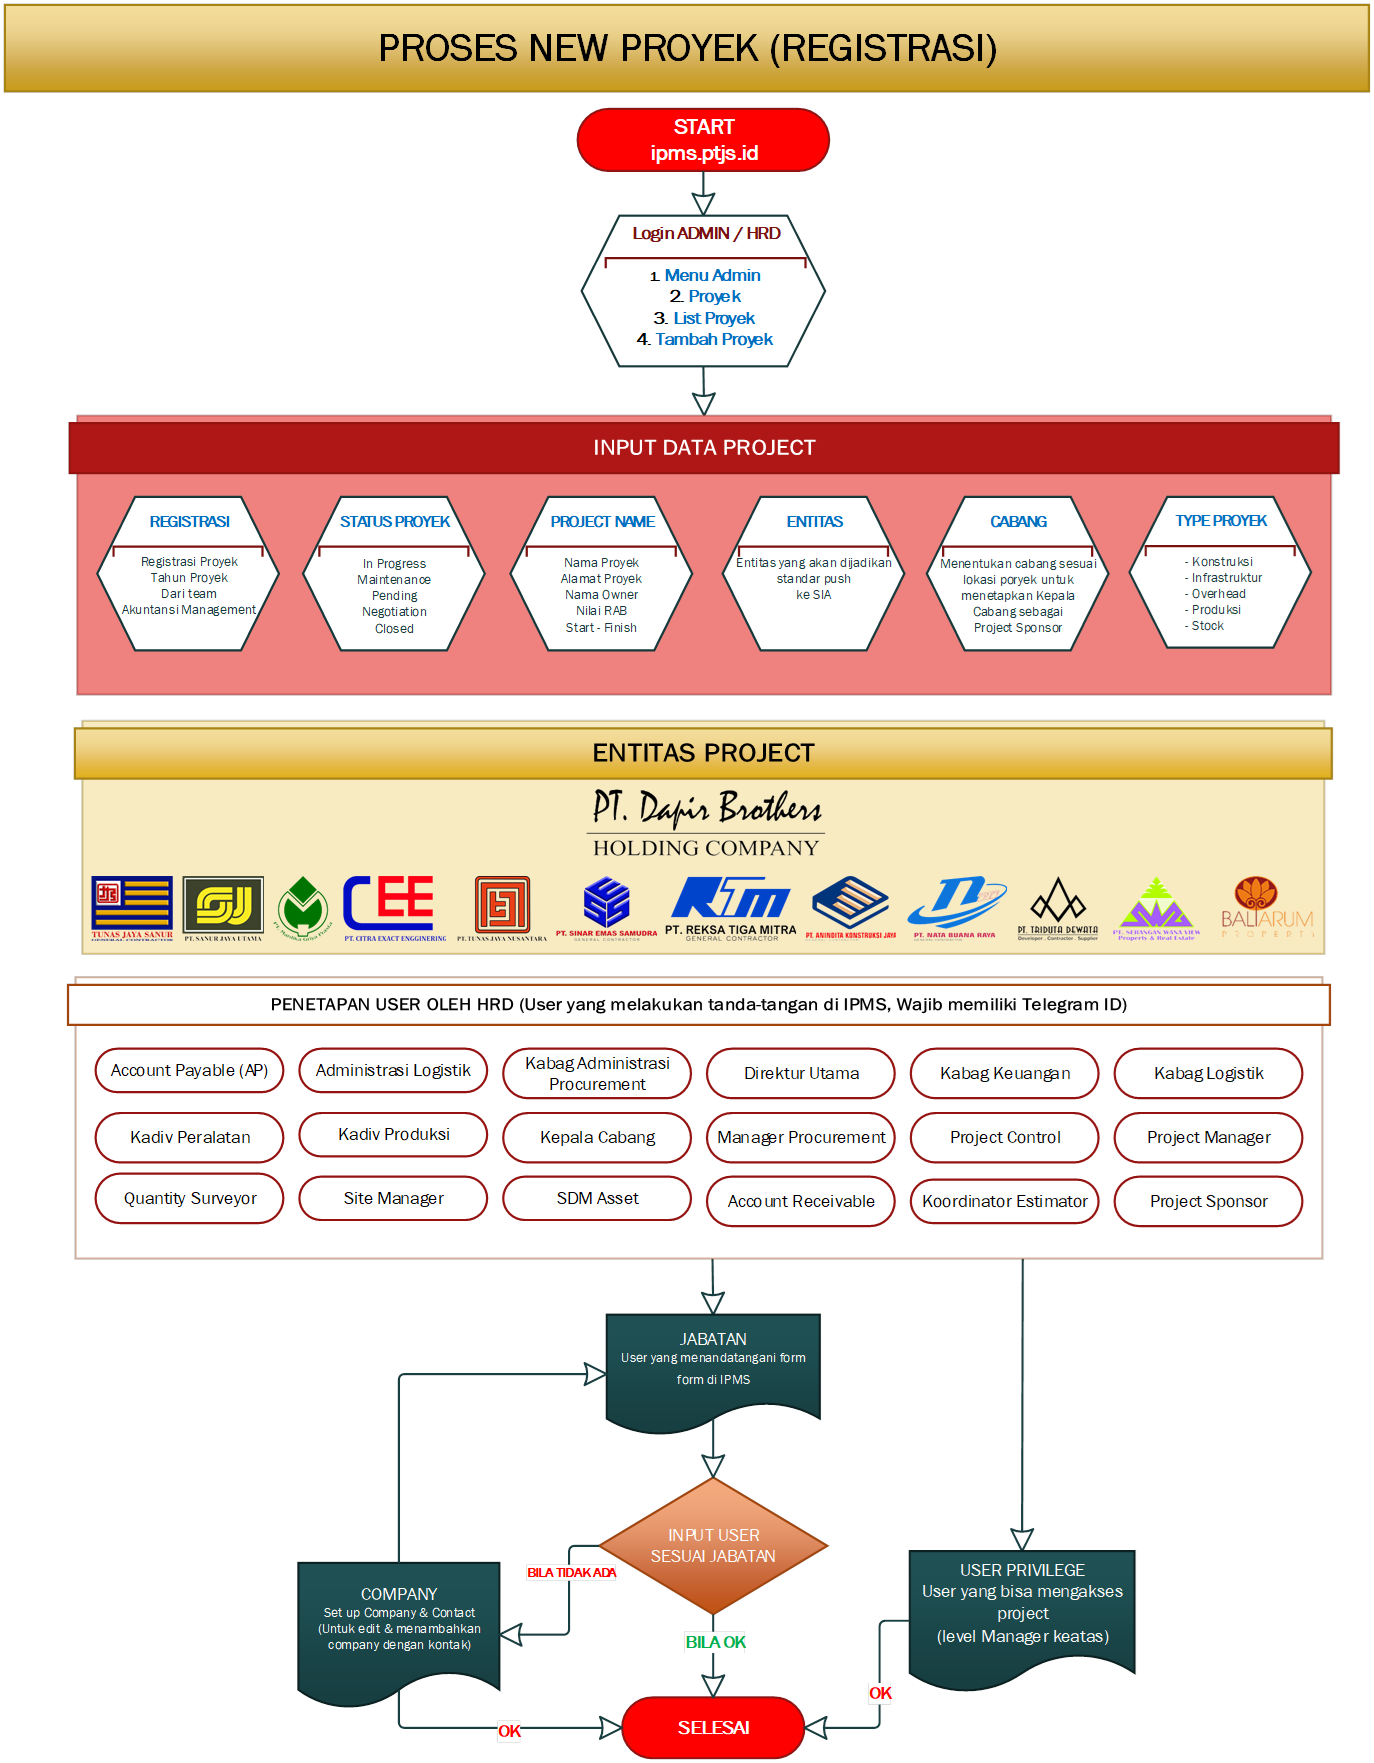 PROSES NEW PROYEK (REGISTRASI)
START
ipms.ptjs.id
Login ADMIN / HRD
1. Menu Admin
2. Proyek
3. List Proyek
4. Tambah Proyek
INPUT DATA PROJECT
REGISTRASI
Registrasi Proyek
Tahun Proyek
Dari team
Akuntansi Management
STATUS PROYEK
In Progress
Maintenance
Pending
Negotiation
Closed
PROJECT NAME
Nama Proyek
Alamat Proyek
Nama Owner
Nilai RAB
Start - Finish
ENTITAS
Entitas yang akan dijadikan
standar push
ke SIA
CABANG
Menentukan cabang sesuai
lokasi poryek untuk
menetapkan Kepala
Cabang sebagai
Project Sponsor
TYPE PROYEK
- Konstruksi
- Infrastruktur
- Overhead
- Produksi
- Stock
ENTITAS PROJECT
PT. Dapir Brothers
HOLDING COMPANY
TUNAS JAYA SANUR
GENERAL CONTRACTOR
PT. SANUR JAYA UTAMA
CEE
PT. CITRA EXACT ENGGINERING
PT. TUNAS JAYA NUSANTARA
PT. SINAR EMAS SAMUDRA
GENERAL CONTRACTOR
RTM
PT. REKSA TIGA MITRA
GENERAL CONTRACTOR
PT. ANINDITA KONSTRUKSI JAYA
PT. NATA BUANA RAYA
GENERAL CONTRACTOR
PT. TRIDUTA DEWATA
Developer . Contractor . Supplier
PT. SERANGAN WANA VIEW
Property & Real Estate
BALIARUM
PROPERTY
PENETAPAN USER OLEH HRD (User yang melakukan tanda-tangan di IPMS, Wajib memiliki Telegram ID)
Account Payable (AP)
Administrasi Logistik
Kabag Administrasi
Procurement
Direktur Utama
Kabag Keuangan
Kabag Logistik
Kadiv Peralatan
Kadiv Produksi
Kepala Cabang
Manager Procurement
Project Control
Project Manager
Quantity Surveyor
Site Manager
SDM Asset
Account Receivable
Koordinator Estimator
Project Sponsor
JABATAN
User yang menandatangani form
form di IPMS
INPUT USER
SESUAI JABATAN
BILA TIDAK ADA
COMPANY
Set up Company & Contact
(Untuk edit & menambahkan
company dengan kontak)
USER PRIVILEGE
User yang bisa mengakses
project
(level Manager keatas)
BILA OK
OK
OK
SELESAI